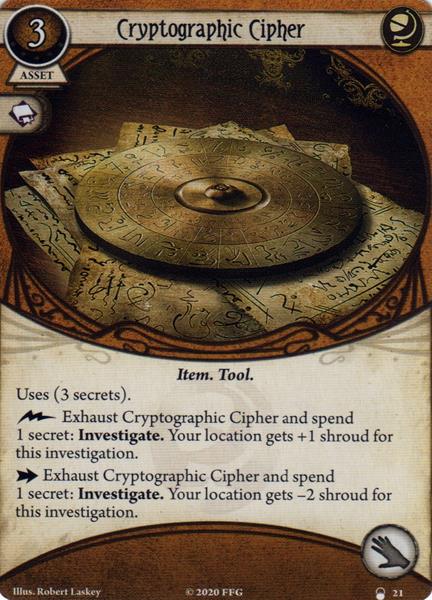 3
Cryptographic Cipher
ASSET
Item. Tool.
Uses (3 secrets).
Exhaust Cryptographic Cipher and spend
1 secret: Investigate. Your location gets +1 shroud for
this investigation.
Exhaust Cryptographic Cipher and spend
1 secret: Investigate. Your location gets –2 shroud for
this investigation.
Illus. Robert Laskey
© 2020 FFG
21